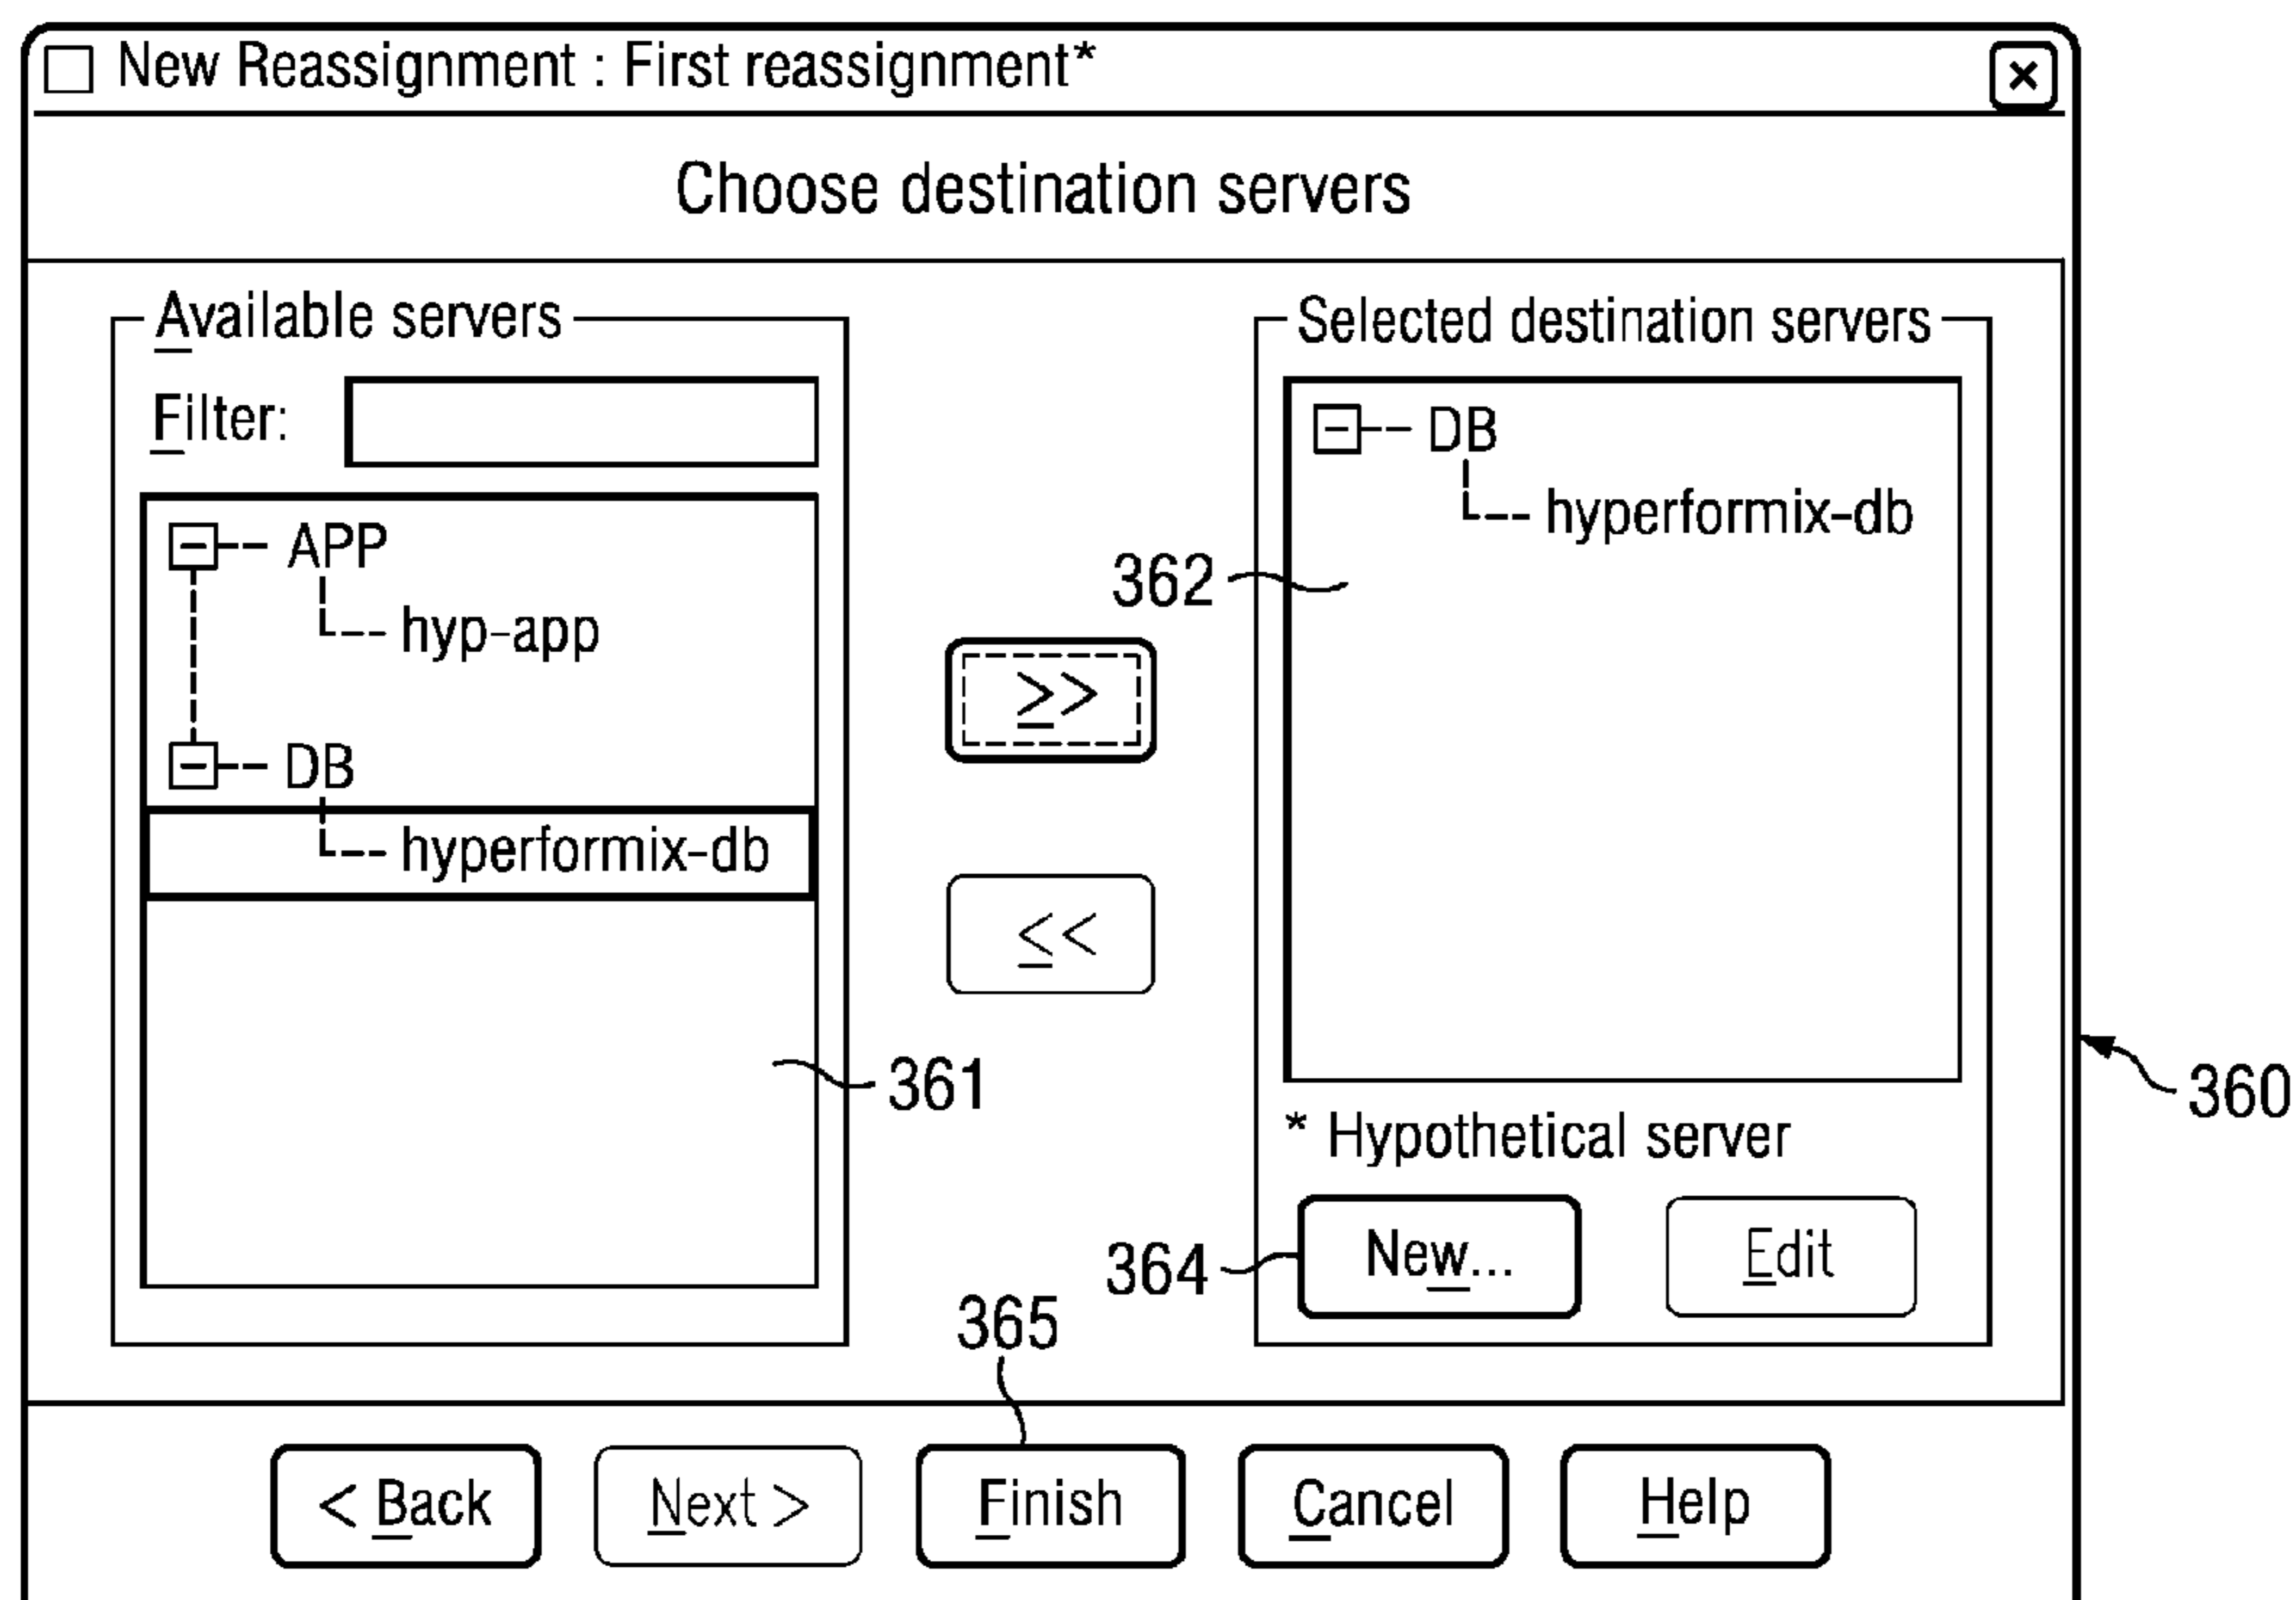 New Reassignment : First reassignment*
×
Choose destination servers
Available servers
Filter:
APP
hyp-app
DB
hyperformix-db
361
>>
<<
Selected destination servers
DB
hyperformix-db
362
360
* Hypothetical server
364
New...
Edit
365
< Back
Next >
Finish
Cancel
Help